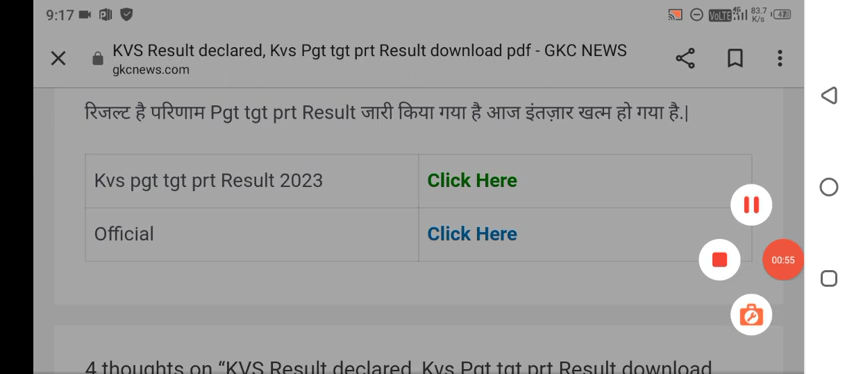 9:17 VoLTE 4G 83.7 K/s 47
KVS Result declared, Kvs Pgt tgt prt Result download pdf - GKC NEWS
gkcnews.com
रिजल्ट है परिणाम Pgt tgt prt Result जारी किया गया है आज इंतज़ार खत्म हो गया है.|
Kvs pgt tgt prt Result 2023 Click Here
Official Click Here
00:55
4 thoughts on “KVS Result declared, Kvs Pgt tgt prt Result download